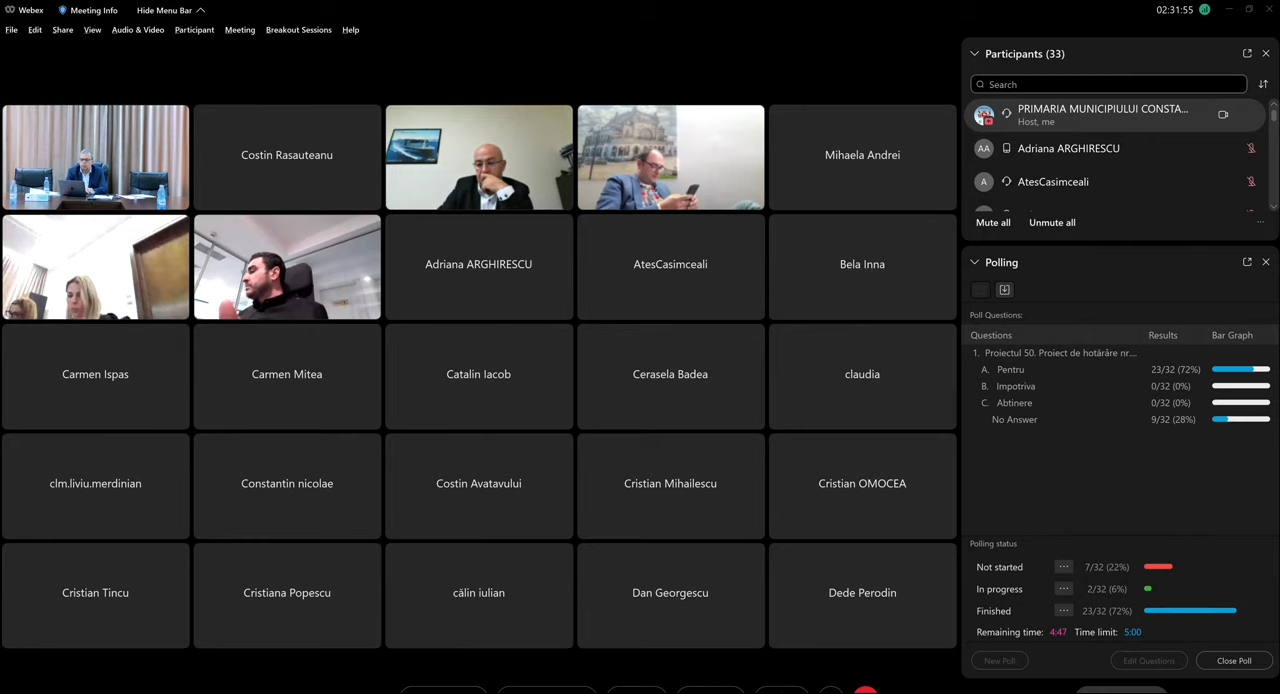 Webex Meeting Info Hide Menu Bar 02:31:55
File Edit Share View Audio & Video Participant Meeting Breakout Sessions Help
Participants (33)
Search
PRIMARIA MUNICIPIULUI CONSTA...
Host, me
Adriana ARGHIRESCU
AtesCasimceali
Mute all Unmute all ...
Costin Rasauteanu
Mihaela Andrei
Adriana ARGHIRESCU
AtesCasimceali
Bela Inna
Carmen Ispas
Carmen Mitea
Catalin Iacob
Cerasela Badea
claudia
clm.liviu.merdinian
Constantin nicolae
Costin Avatavului
Cristian Mihailescu
Cristian OMOCEA
Cristian Tincu
Cristiana Popescu
călin iulian
Dan Georgescu
Dede Perodin
Polling
Poll Questions:
Questions Results Bar Graph
1. Proiectul 50. Proiect de hotărâre nr....
A. Pentru 23/32 (72%)
B. Impotriva 0/32 (0%)
C. Abtinere 0/32 (0%)
No Answer 9/32 (28%)
Polling status
Not started ... 7/32 (22%)
In progress ... 2/32 (6%)
Finished ... 23/32 (72%)
Remaining time: 4:47 Time limit: 5:00
New Poll Edit Questions Close Poll
AA
A